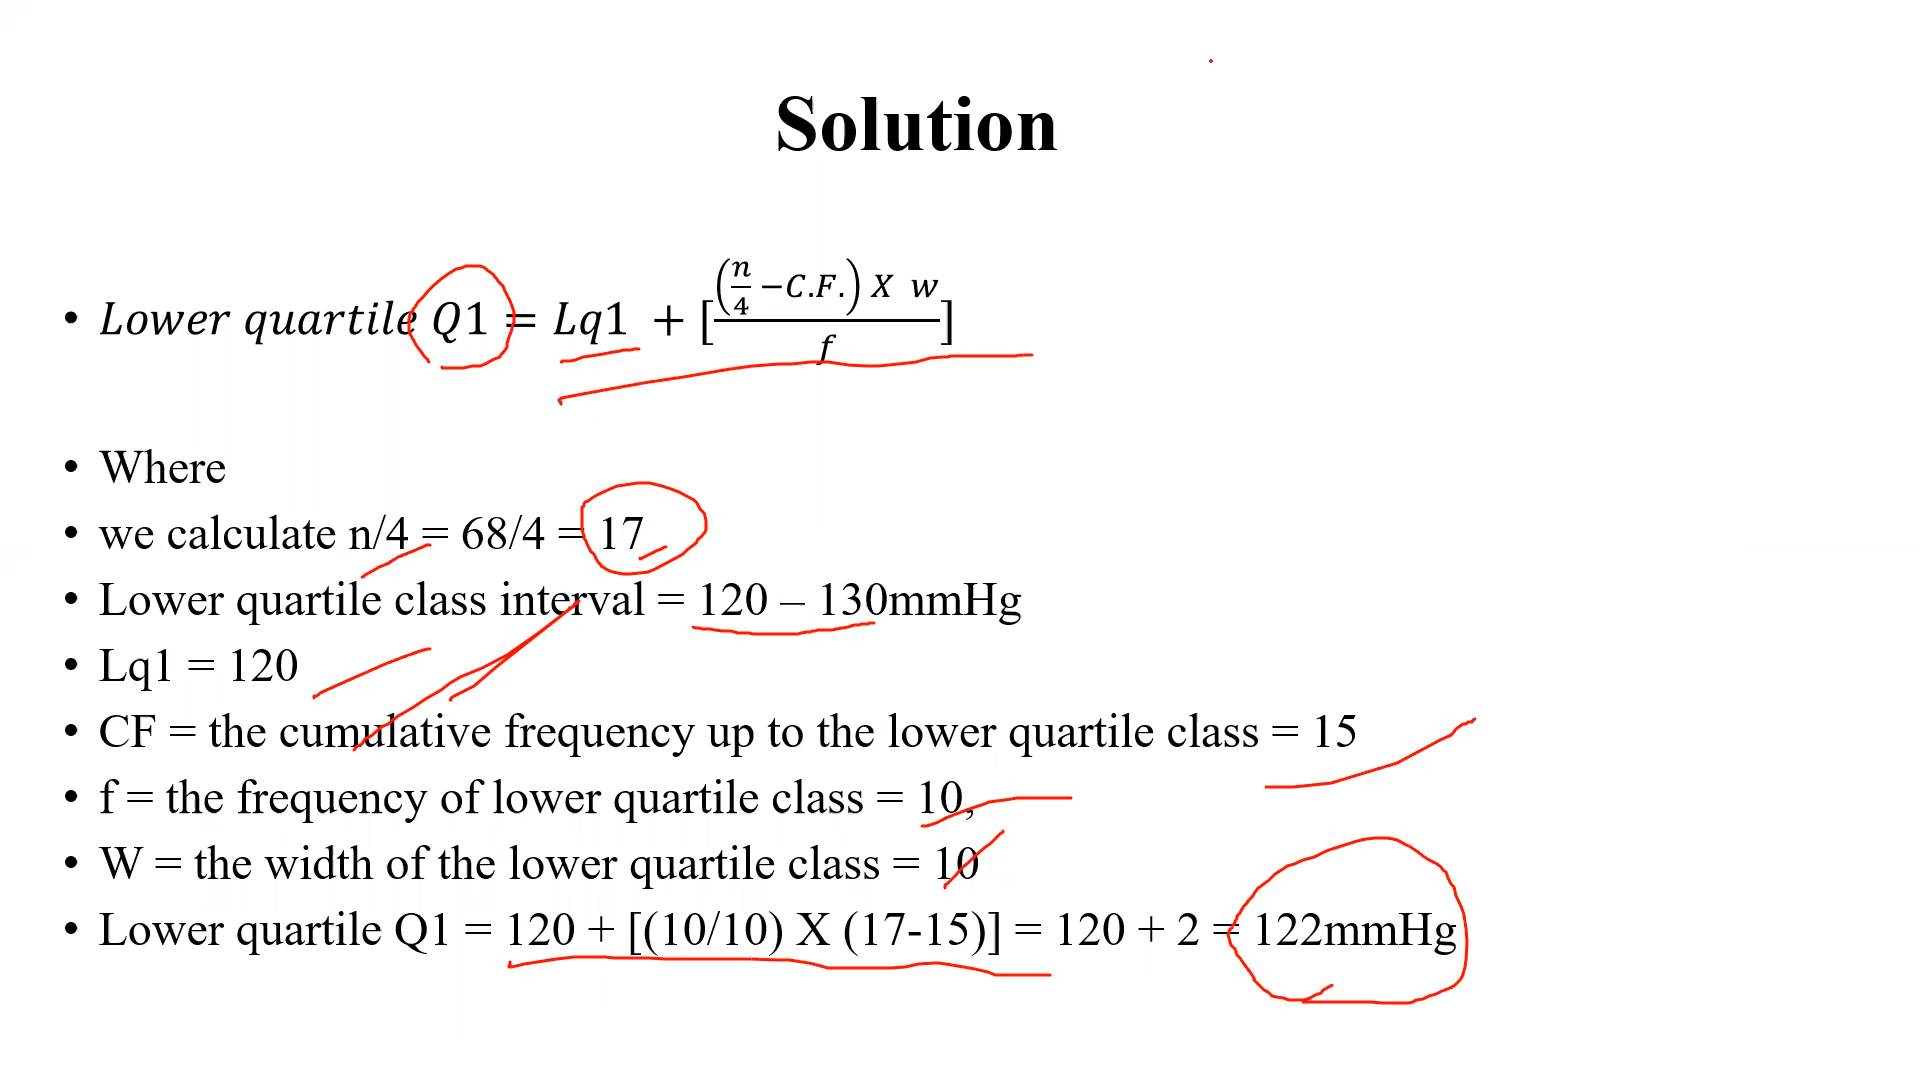 Solution
• Lower quartile Q1 = Lq1 + [((n/4 −C.F.) X w)/f]
• Where
• we calculate n/4 = 68/4 = 17
• Lower quartile class interval = 120 – 130mmHg
• Lq1 = 120
• CF = the cumulative frequency up to the lower quartile class = 15
• f = the frequency of lower quartile class = 10,
• W = the width of the lower quartile class = 10
• Lower quartile Q1 = 120 + [(10/10) X (17-15)] = 120 + 2 = 122mmHg